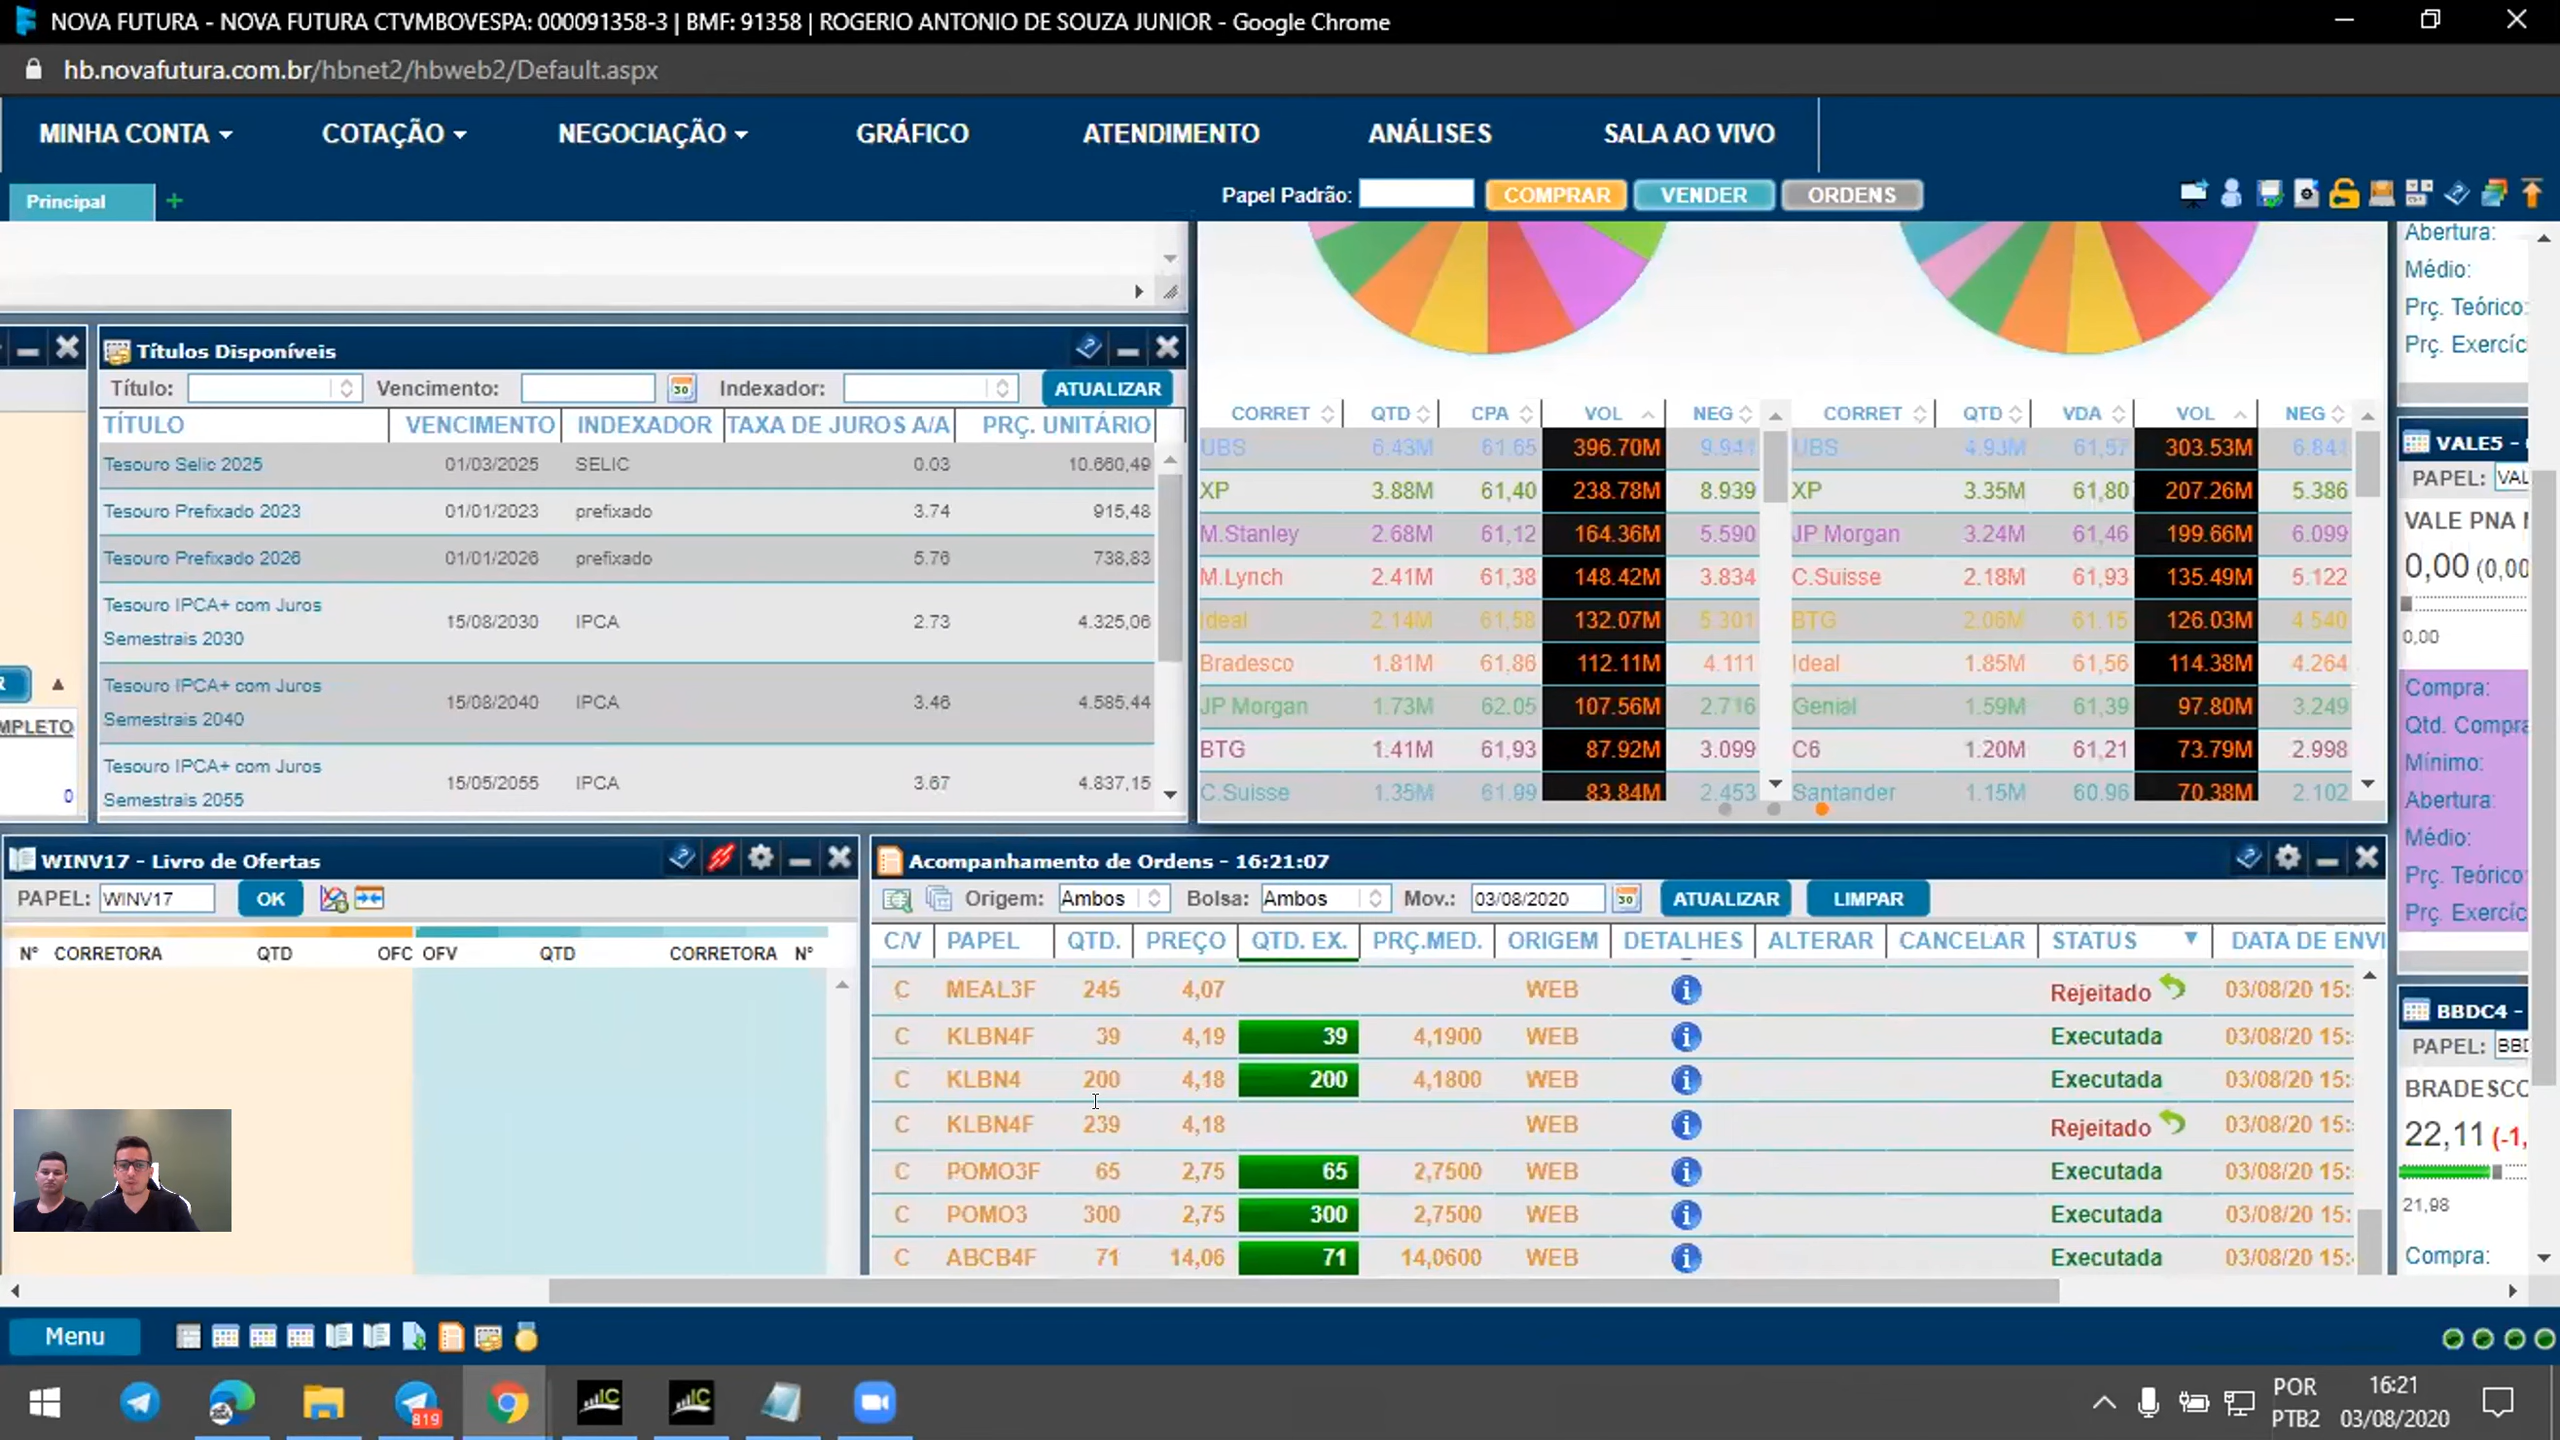 NOVA FUTURA - NOVA FUTURA CTVMBOVESPA: 000091358-3 | BMF: 91358 | ROGERIO ANTONIO DE SOUZA JUNIOR - Google Chrome
hb.novafutura.com.br/hbnet2/hbweb2/Default.aspx
MINHA CONTA COTAÇÃO NEGOCIAÇÃO GRÁFICO ATENDIMENTO ANÁLISES SALA AO VIVO
Principal + Papel Padrão: COMPRAR VENDER ORDENS
Títulos Disponíveis
Título: Vencimento: 30 Indexador: ATUALIZAR
TÍTULO VENCIMENTO INDEXADOR TAXA DE JUROS A/A PRÇ. UNITÁRIO
Tesouro Selic 2025 01/03/2025 SELIC 0.03 10.660,49
Tesouro Prefixado 2023 01/01/2023 prefixado 3.74 915,48
Tesouro Prefixado 2026 01/01/2026 prefixado 5.76 738,83
Tesouro IPCA+ com Juros
Semestrais 2030 15/08/2030 IPCA 2.73 4.325,06
Tesouro IPCA+ com Juros
Semestrais 2040 15/08/2040 IPCA 3.46 4.585,44
Tesouro IPCA+ com Juros
Semestrais 2055 15/05/2055 IPCA 3.67 4.837,15
R
MPLETO
0
CORRET QTD CPA VOL NEG CORRET QTD VDA VOL NEG
UBS 6.43M 61.65 396.70M 9.941 UBS 4.93M 61,57 303.53M 6.841
XP 3.88M 61,40 238.78M 8.939 XP 3.35M 61,80 207.26M 5.386
M.Stanley 2.68M 61,12 164.36M 5.590 JP Morgan 3.24M 61,46 199.66M 6.099
M.Lynch 2.41M 61,38 148.42M 3.834 C.Suisse 2.18M 61,93 135.49M 5.122
Ideal 2.14M 61,58 132.07M 5.301 BTG 2.06M 61.15 126.03M 4.540
Bradesco 1.81M 61,86 112.11M 4.111 Ideal 1.85M 61,56 114.38M 4.264
JP Morgan 1.73M 62.05 107.56M 2.716 Genial 1.59M 61,39 97.80M 3.249
BTG 1.41M 61,93 87.92M 3.099 C6 1.20M 61,21 73.79M 2.998
C.Suisse 1.35M 61.99 83.84M 2.453 Santander 1.15M 60.96 70.38M 2.102
Abertura:
Médio:
Prç. Teórico:
Prç. Exercíc
VALE5 -
PAPEL: VAL
VALE PNA
0,00 (0,00
0,00
Compra:
Qtd. Compra
Mínimo:
Abertura:
Médio:
Prç. Teórico
Prç. Exercíc
WINV17 - Livro de Ofertas
PAPEL: WINV17 OK
Nº CORRETORA QTD OFC OFV QTD CORRETORA Nº
Acompanhamento de Ordens - 16:21:07
Origem: Ambos Bolsa: Ambos Mov.: 03/08/2020 30 ATUALIZAR LIMPAR
C/V PAPEL QTD. PREÇO QTD. EX. PRÇ.MED. ORIGEM DETALHES ALTERAR CANCELAR STATUS DATA DE ENVI
C MEAL3F 245 4,07 WEB Rejeitado 03/08/20 15:
C KLBN4F 39 4,19 39 4,1900 WEB Executada 03/08/20 15:
C KLBN4 200 4,18 200 4,1800 WEB Executada 03/08/20 15:
C KLBN4F 239 4,18 WEB Rejeitado 03/08/20 15:
C POMO3F 65 2,75 65 2,7500 WEB Executada 03/08/20 15:
C POMO3 300 2,75 300 2,7500 WEB Executada 03/08/20 15:
C ABCB4F 71 14,06 71 14,0600 WEB Executada 03/08/20 15:
BBDC4 -
PAPEL: BBD
BRADESCO
22,11 (-1,
21,98
Compra:
Menu
819
POR
PTB2
16:21
03/08/2020